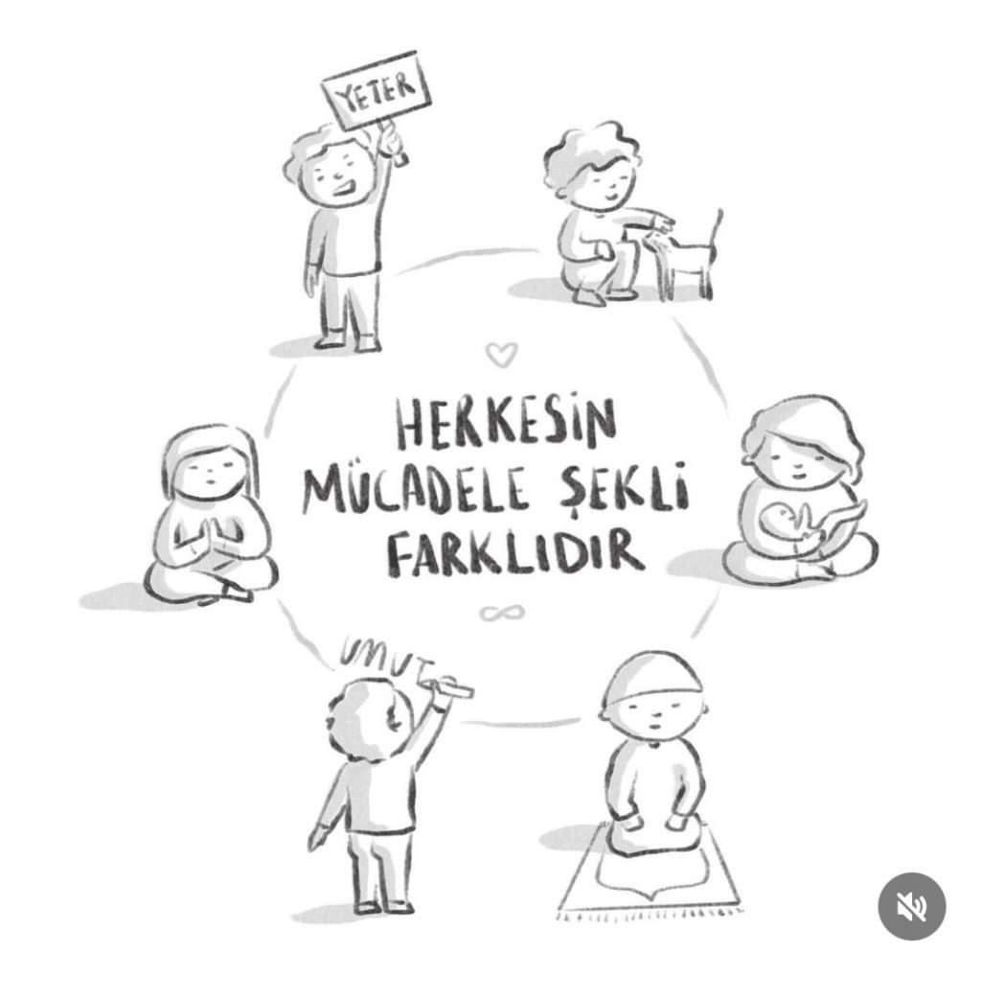 YETER
HERKESİN
MÜCADELE ŞEKLİ
FARKLIDIR
UMUT